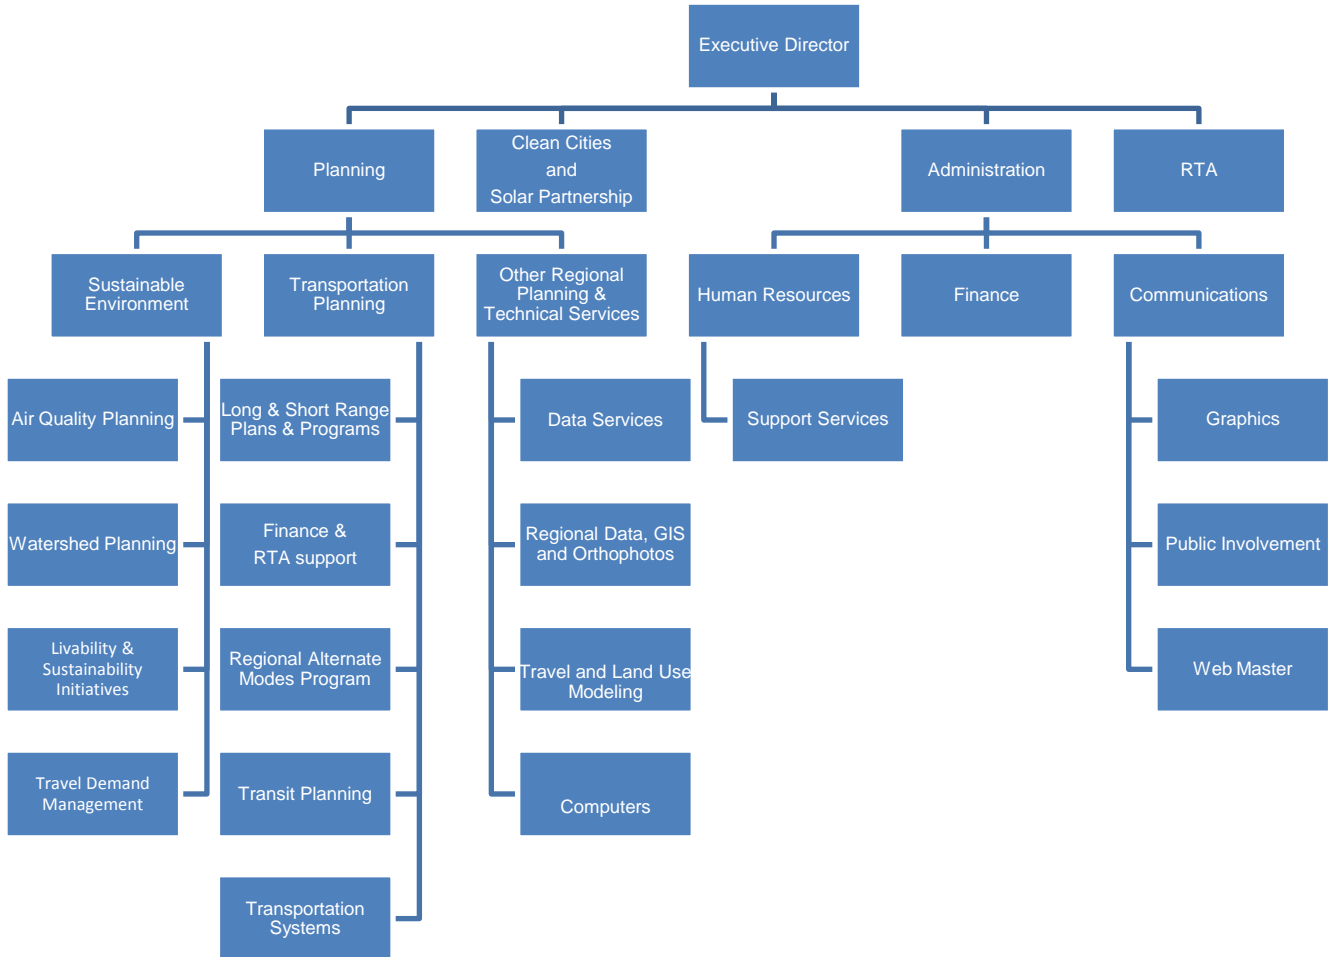 Executive Director
Planning
Clean Cities
and
Solar Partnership
Administration
RTA
Sustainable
Environment
Transportation
Planning
Other Regional
Planning &
Technical Services
Human Resources
Finance
Communications
Air Quality Planning
Long & Short Range
Plans & Programs
Data Services
Support Services
Graphics
Watershed Planning
Finance &
RTA support
Regional Data, GIS
and Orthophotos
Public Involvement
Livability &
Sustainability
Initiatives
Regional Alternate
Modes Program
Travel and Land Use
Modeling
Web Master
Travel Demand
Management
Transit Planning
Computers
Transportation
Systems